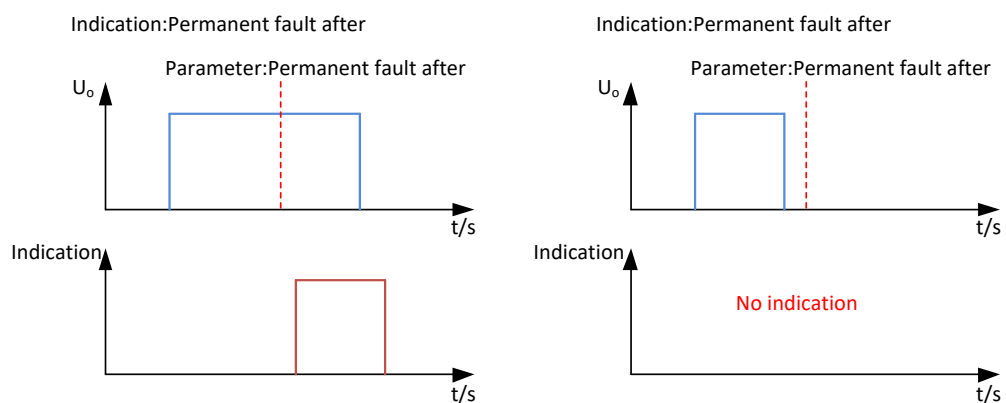 Indication:Permanent fault after
Parameter:Permanent fault after
Uo
t/s
Indication
t/s
Indication:Permanent fault after
Parameter:Permanent fault after
Uo
t/s
Indication
No indication
t/s